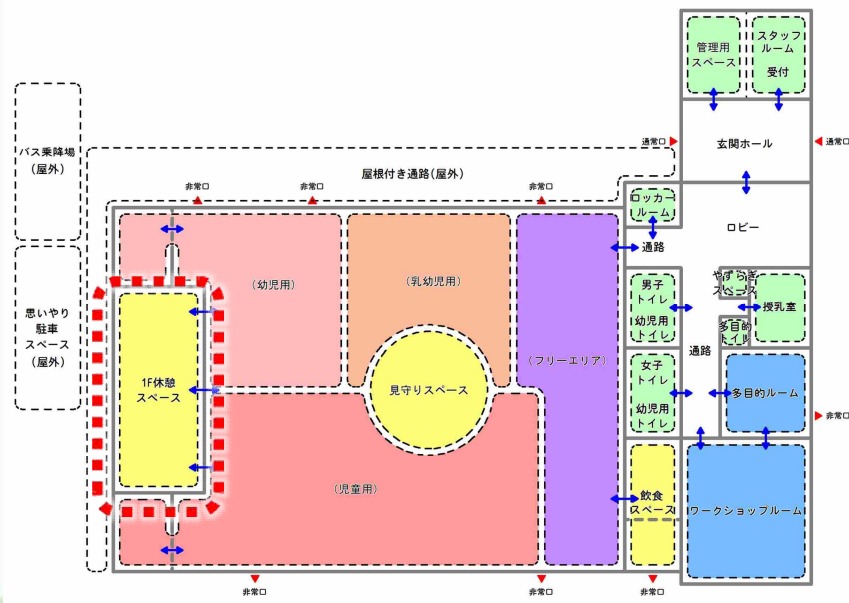 管理用
スペース
スタッフ
ルーム
受付
通常口
玄関ホール
通常口
バス乗降場
(屋外)
屋根付き通路(屋外)
非常口
非常口
非常口
ロッカー
ルーム
ロビー
通路
やすらぎ
スペース
授乳室
多目的
トイレ
男子
トイレ
幼児用
トイレ
通路
(幼児用)
(乳幼児用)
(フリーエリア)
思いやり
駐車
スペース
(屋外)
1F休憩
スペース
見守りスペース
女子
トイレ
幼児用
トイレ
多目的ルーム
非常口
(児童用)
飲食
スペース
ワークショップルーム
非常口
非常口
非常口